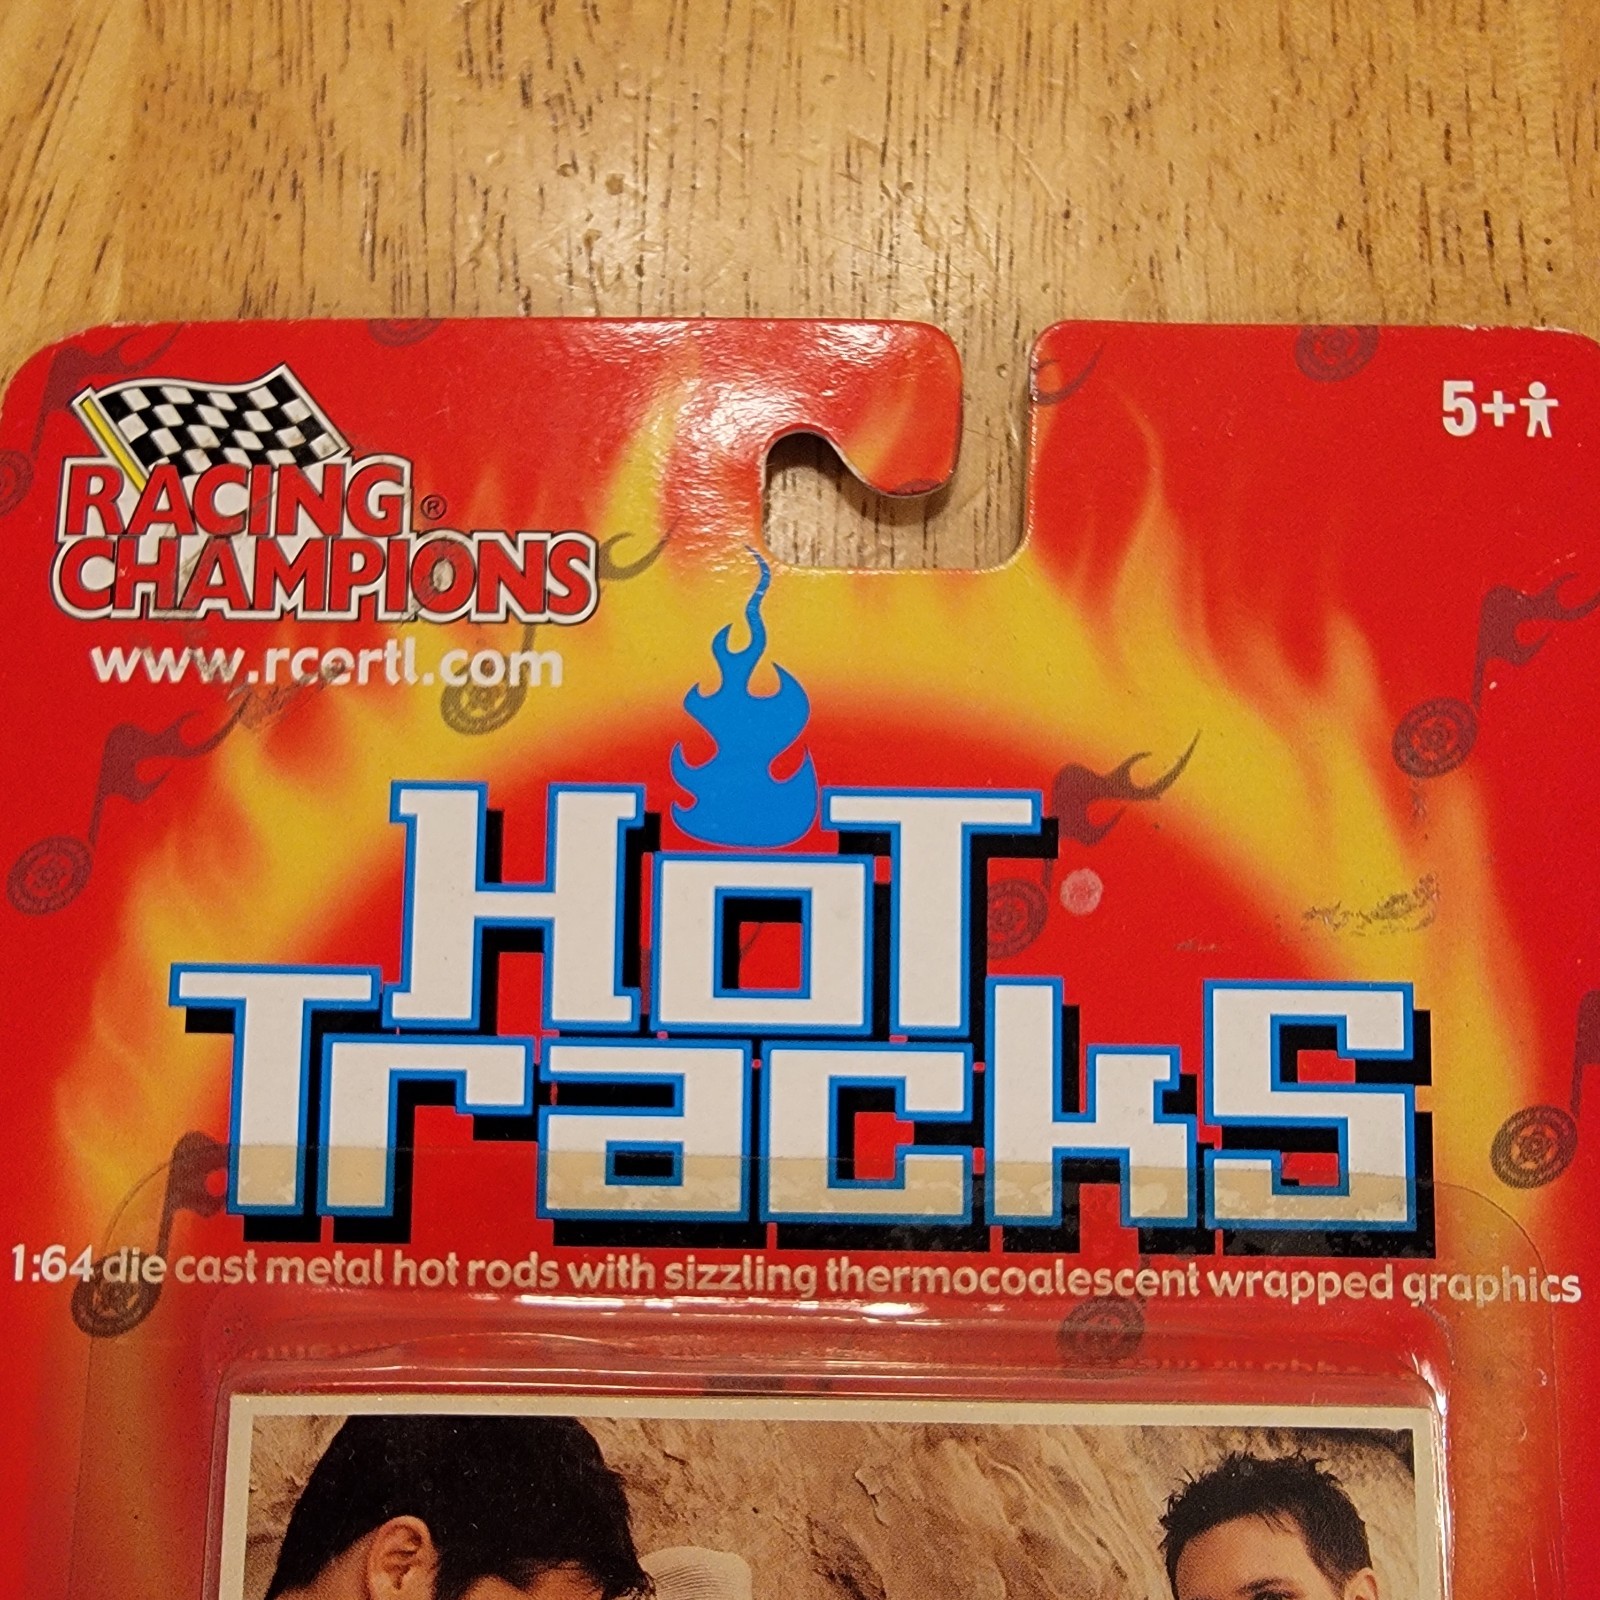 RACING ®
CHAMPIONS
www.rcertl.com
5+
HoT
Tracks
1:64 die cast metal hot rods with sizzling thermocoalescent wrapped graphics